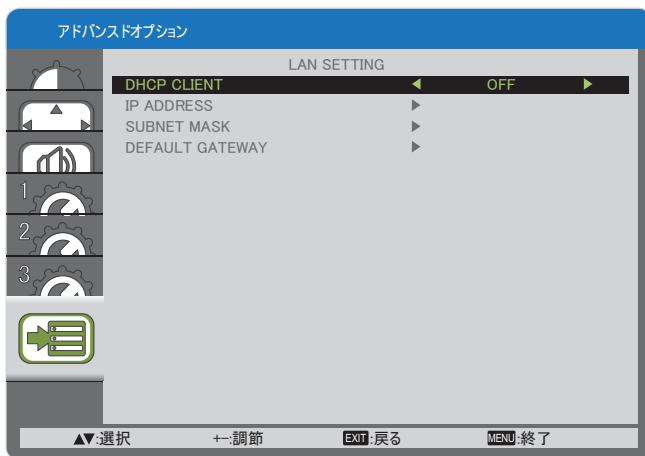 アドバンスドオプション
LAN SETTING
DHCP CLIENT OFF
IP ADDRESS
SUBNET MASK
DEFAULT GATEWAY
1
2
3
▲▼:選択 +-:調節 EXIT:戻る MENU:終了